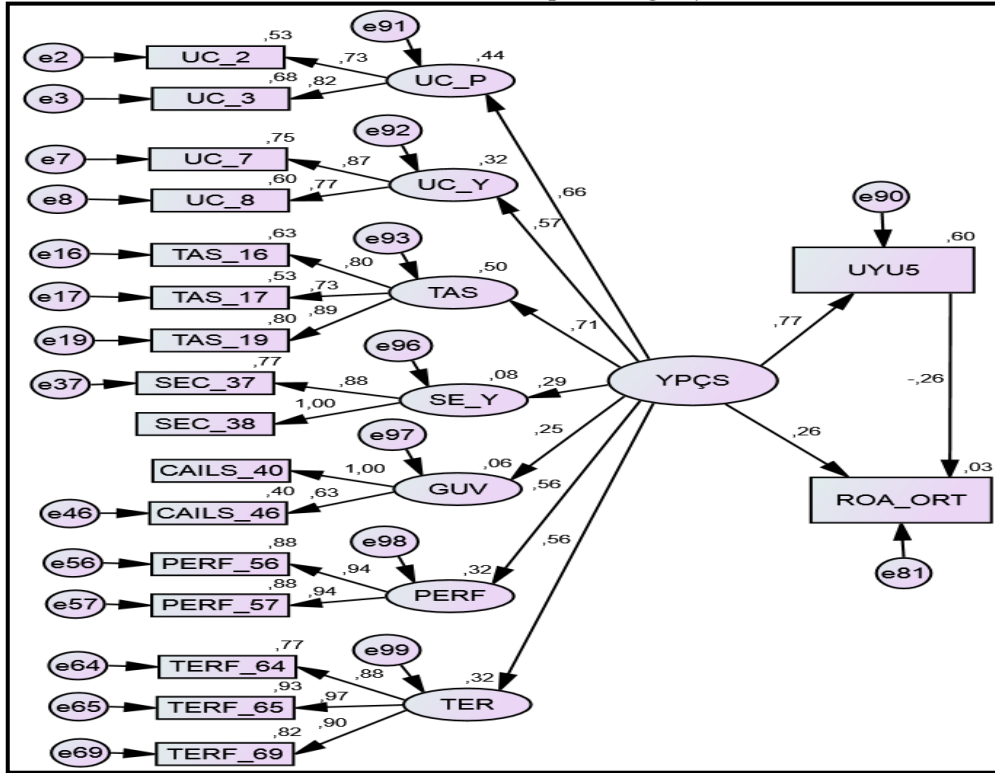 e91
,53
,44
e2
UC_2
,73
UC_P
,68
,82
e3
UC_3
e92
,75
,32
e7
UC_7
,87
UC_Y
,60
,77
e8
UC_8
,66
,57
e90
,60
UYU5
e93
,63
,50
e16
TAS_16
,80
TAS
,53
,73
e17
TAS_17
,80
,89
e19
TAS_19
,71
,77
e96
,77
,08
e37
SEC_37
,88
SE_Y
,29
YPÇS
-,26
1,00
SEC_38
e97
,25
,26
,06
,03
CAILS_40
1,00
GUV
,40
,63
e46
CAILS_46
,56
ROA_ORT
e98
,56
,88
,32
e56
PERF_56
,94
PERF
e81
,88
,94
e57
PERF_57
e99
,77
,32
e64
TERF_64
,88
TER
,93
,97
e65
TERF_65
,82
,90
e69
TERF_69